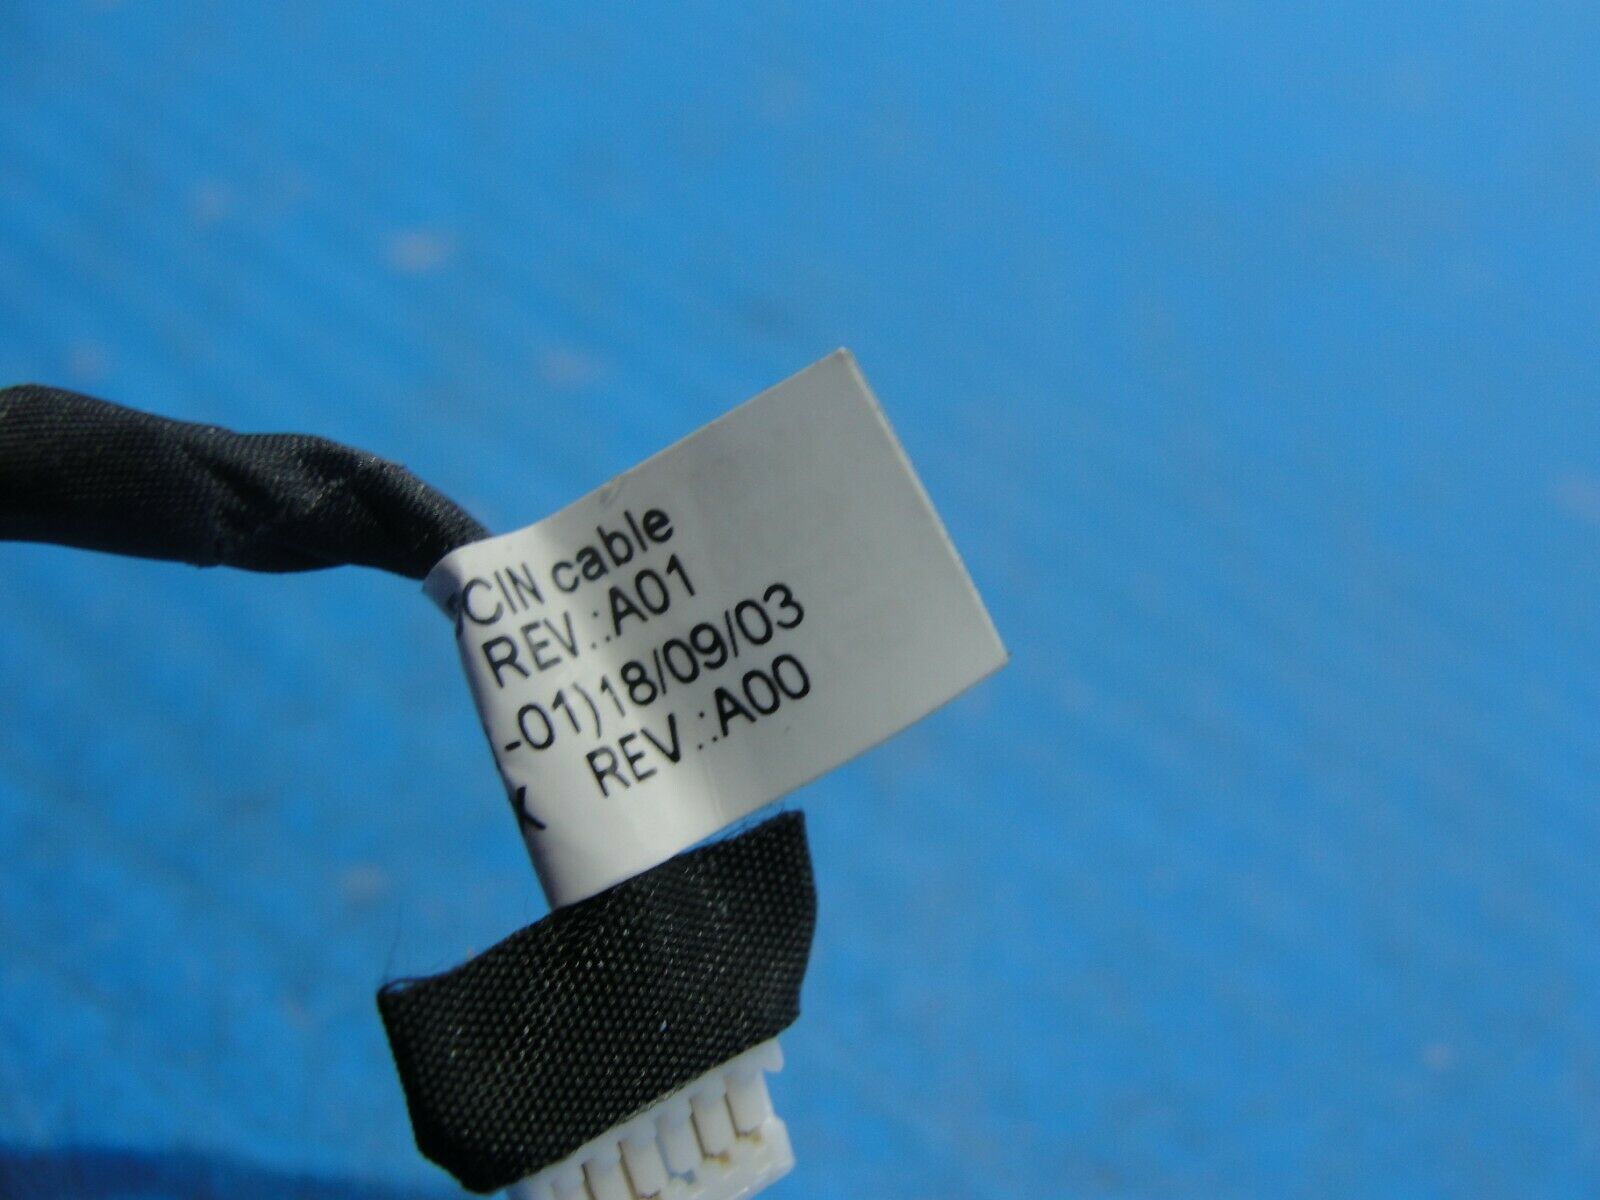 CIN cable
REV.:A01
-01)18/09/03
X REV.:A00